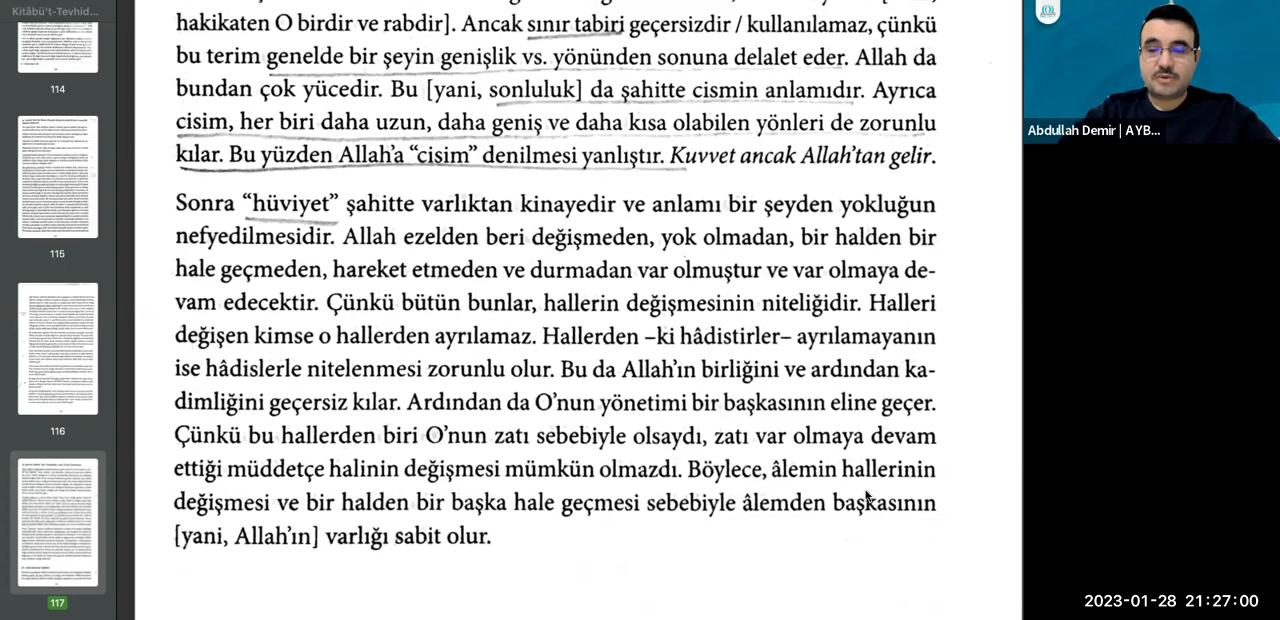 Kitâbü't-Tevhid...
114
115
116
117
hakikaten O birdir ve
geçersizdir, kullanılamaz, çünkü
bedenin genişte bir şeyin genişlik vs. yönünden sonuna delalet eder. Allah da
bundan çok yücedir. Bu [yani, sonluluk] da şahitte cismin anlamıdır. Ayrıca
cisim, her biri daha uzun, daha geniş ve daha kısa olabilen yönleri de zorunlu
kılar. Bu yüzden Allah'a "cisim" denilmesi yanlıştır. Kuvvet ancak Allah'tan gelir.
Sonra "hüviyet" şahitte varlıktan kinayedir ve anlamı bir şeyden yokluğun
nefyedilmesidir. Allah ezelden beri değişmeden, yok olmadan, bir halden bir
hale geçmeden, hareket etmeden ve durmadan var olmuştur ve var olmaya de-
vam edecektir. Çünkü bütün bunlar, hallerin değişmesinin niteliğidir. Halleri
değişen kimse, hallerden ayrılamaz. Hallerden –ki hâdistirler– ayrılamayanın
ise hâdislerle nitelenmesi zorunlu olur. Bu da Allah'ın birliğini ve ardından ka-
dimliğini geçersiz kılar. Ardından da O'nun yönetimi bir başkasının eline geçer.
Çünkü bu hallerden biri O'nun zatı sebebiyle olsaydı, zatı var olmaya devam
ettiği müddetçe halinin değişmesi mümkün olmazdı. Böylece âlemin hallerinin
değişmesi ve bir halden bir başka hale geçmesi sebebiyle âlemden başkasının
[yani Allah'ın] varlığı sabit olur.
Abdullah Demir | AYB...
2023-01-28 21:27:00